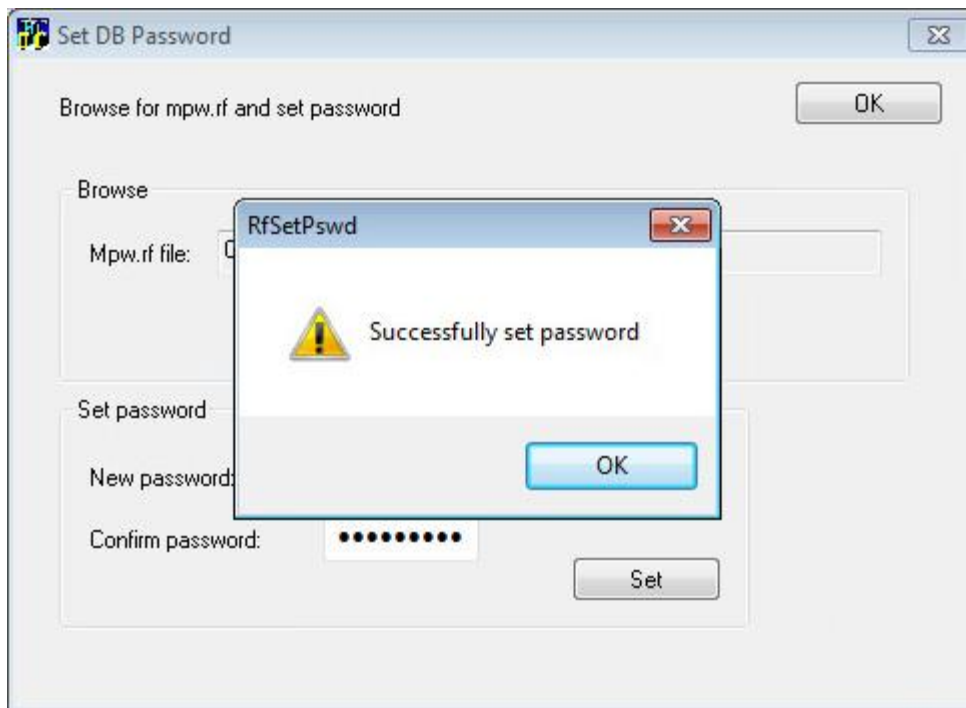 Set DB Password
Browse for mpw.rf and set password
OK
Browse
Mpw.rf file:
RfSetPswd
Successfully set password
OK
Set password
New password:
Confirm password:
●●●●●●●●●
Set